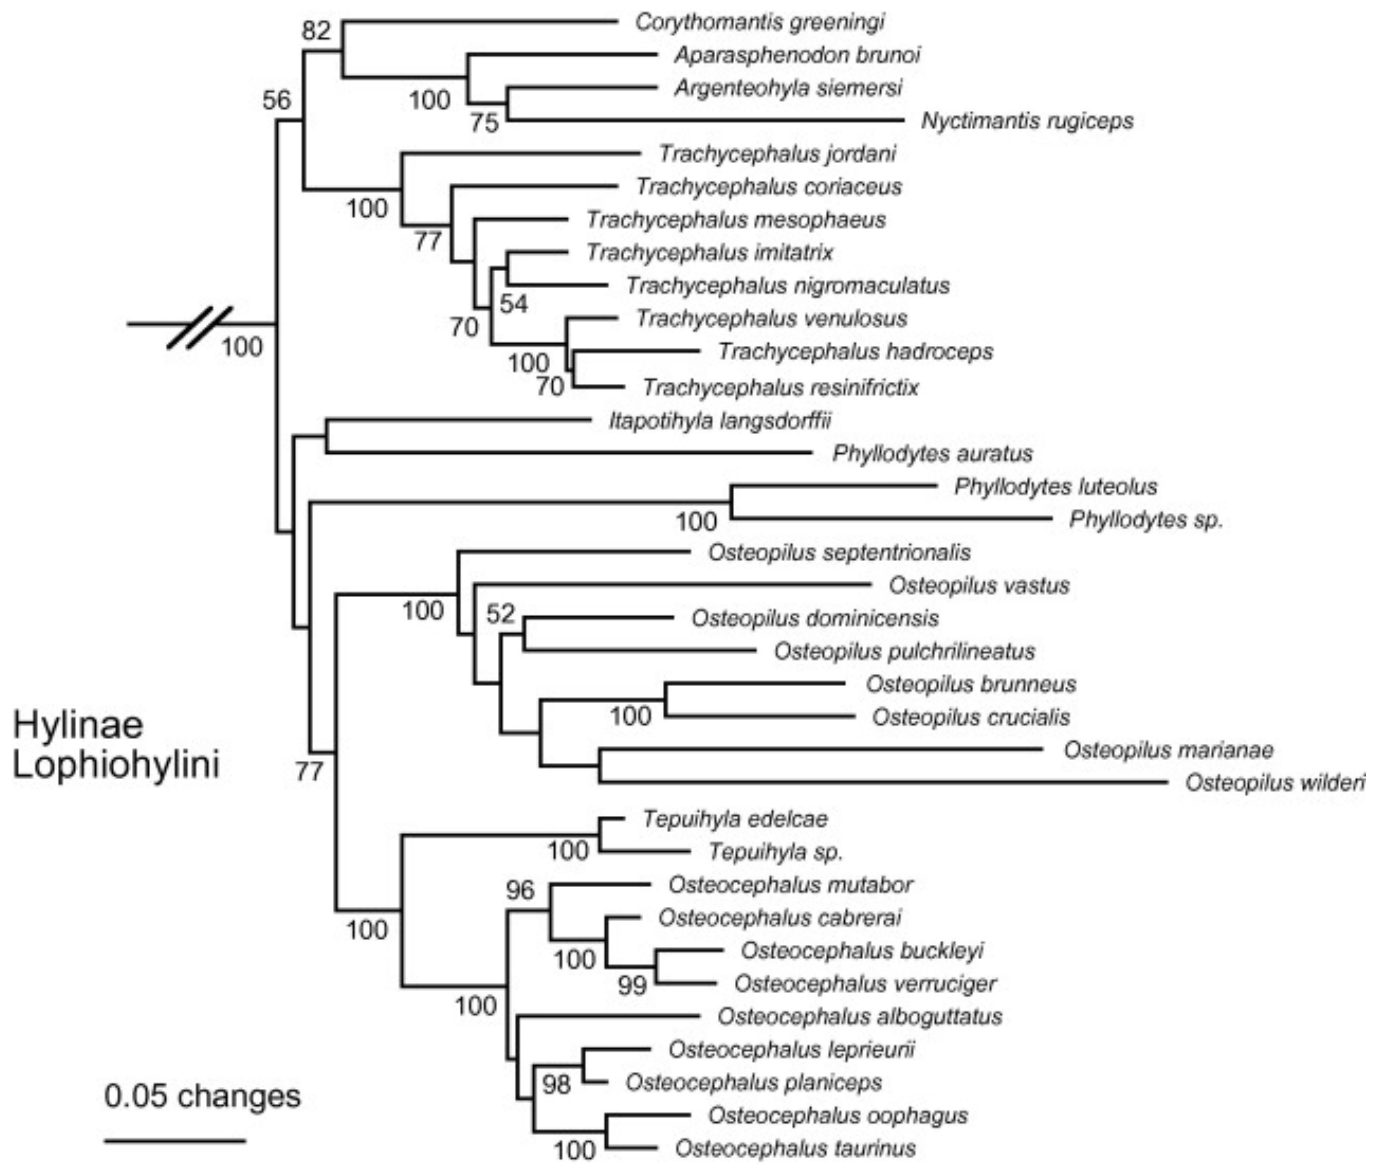 82
Corythomantis greeningi
Aparasphenodon brunoi
56
100
Argenteohyla siemersi
75
Nyctimantis rugiceps
Trachycephalus jordani
100
Trachycephalus coriaceus
77
Trachycephalus mesophaeus
Trachycephalus imitatrix
54
Trachycephalus nigromaculatus
70
Trachycephalus venulosus
100
100
Trachycephalus hadroceps
70
Trachycephalus resinifrictix
Itapotihyla langsdorffii
Phyllodytes auratus
Phyllodytes luteolus
100
Phyllodytes sp.
Osteopilus septentrionalis
Osteopilus vastus
100
52
Osteopilus dominicensis
Osteopilus pulchrilineatus
Osteopilus brunneus
100
Osteopilus crucialis
Hylinae
Lophiohylini
Osteopilus marianae
77
Osteopilus wilderi
Tepuihyla edelcae
100
Tepuihyla sp.
96
Osteocephalus mutabor
100
Osteocephalus cabrerai
100
Osteocephalus buckleyi
99
Osteocephalus verruciger
100
Osteocephalus alboguttatus
Osteocephalus leprieurii
98
Osteocephalus planiceps
0.05 changes
Osteocephalus oophagus
100
Osteocephalus taurinus